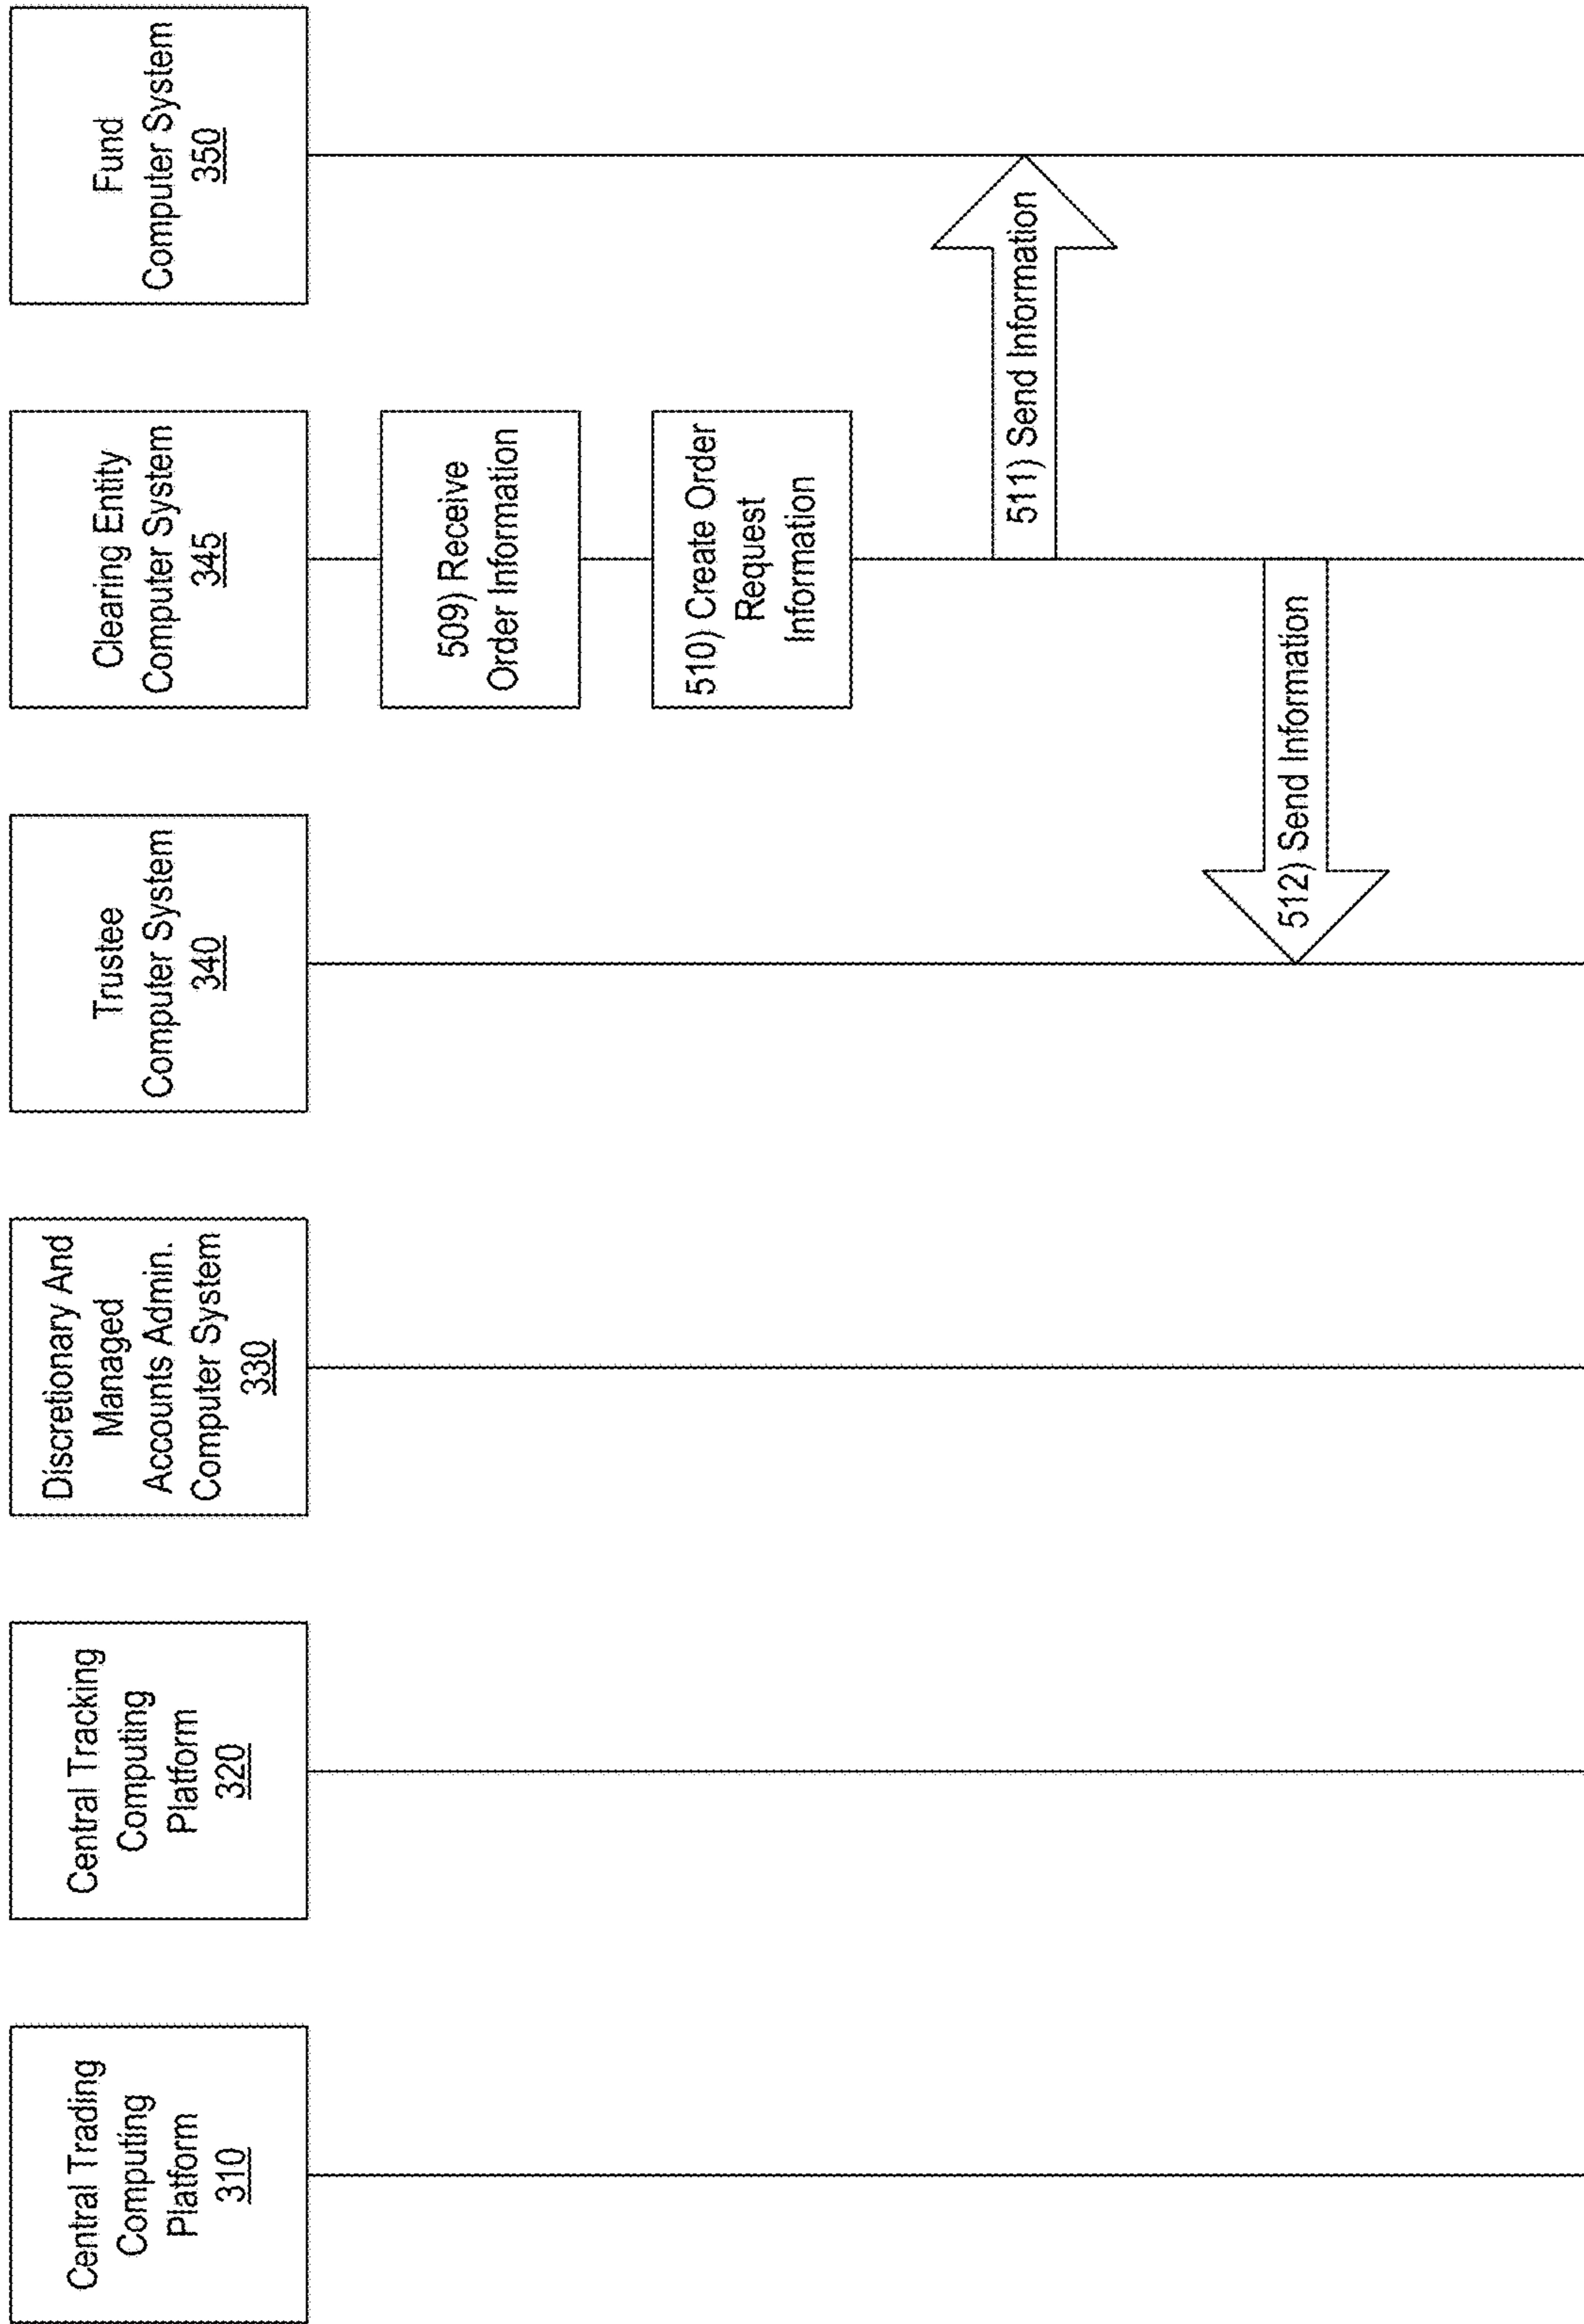 Central Trading
Computing
Platform
310
Central Tracking
Computing
Platform
320
Discretionary And
Managed
Accounts Admin.
Computer System
330
Trustee
Computer System
340
Clearing Entity
Computer System
345
Fund
Computer System
350
509) Receive
Order Information
510) Create Order
Request
Information
511) Send Information
512) Send Information